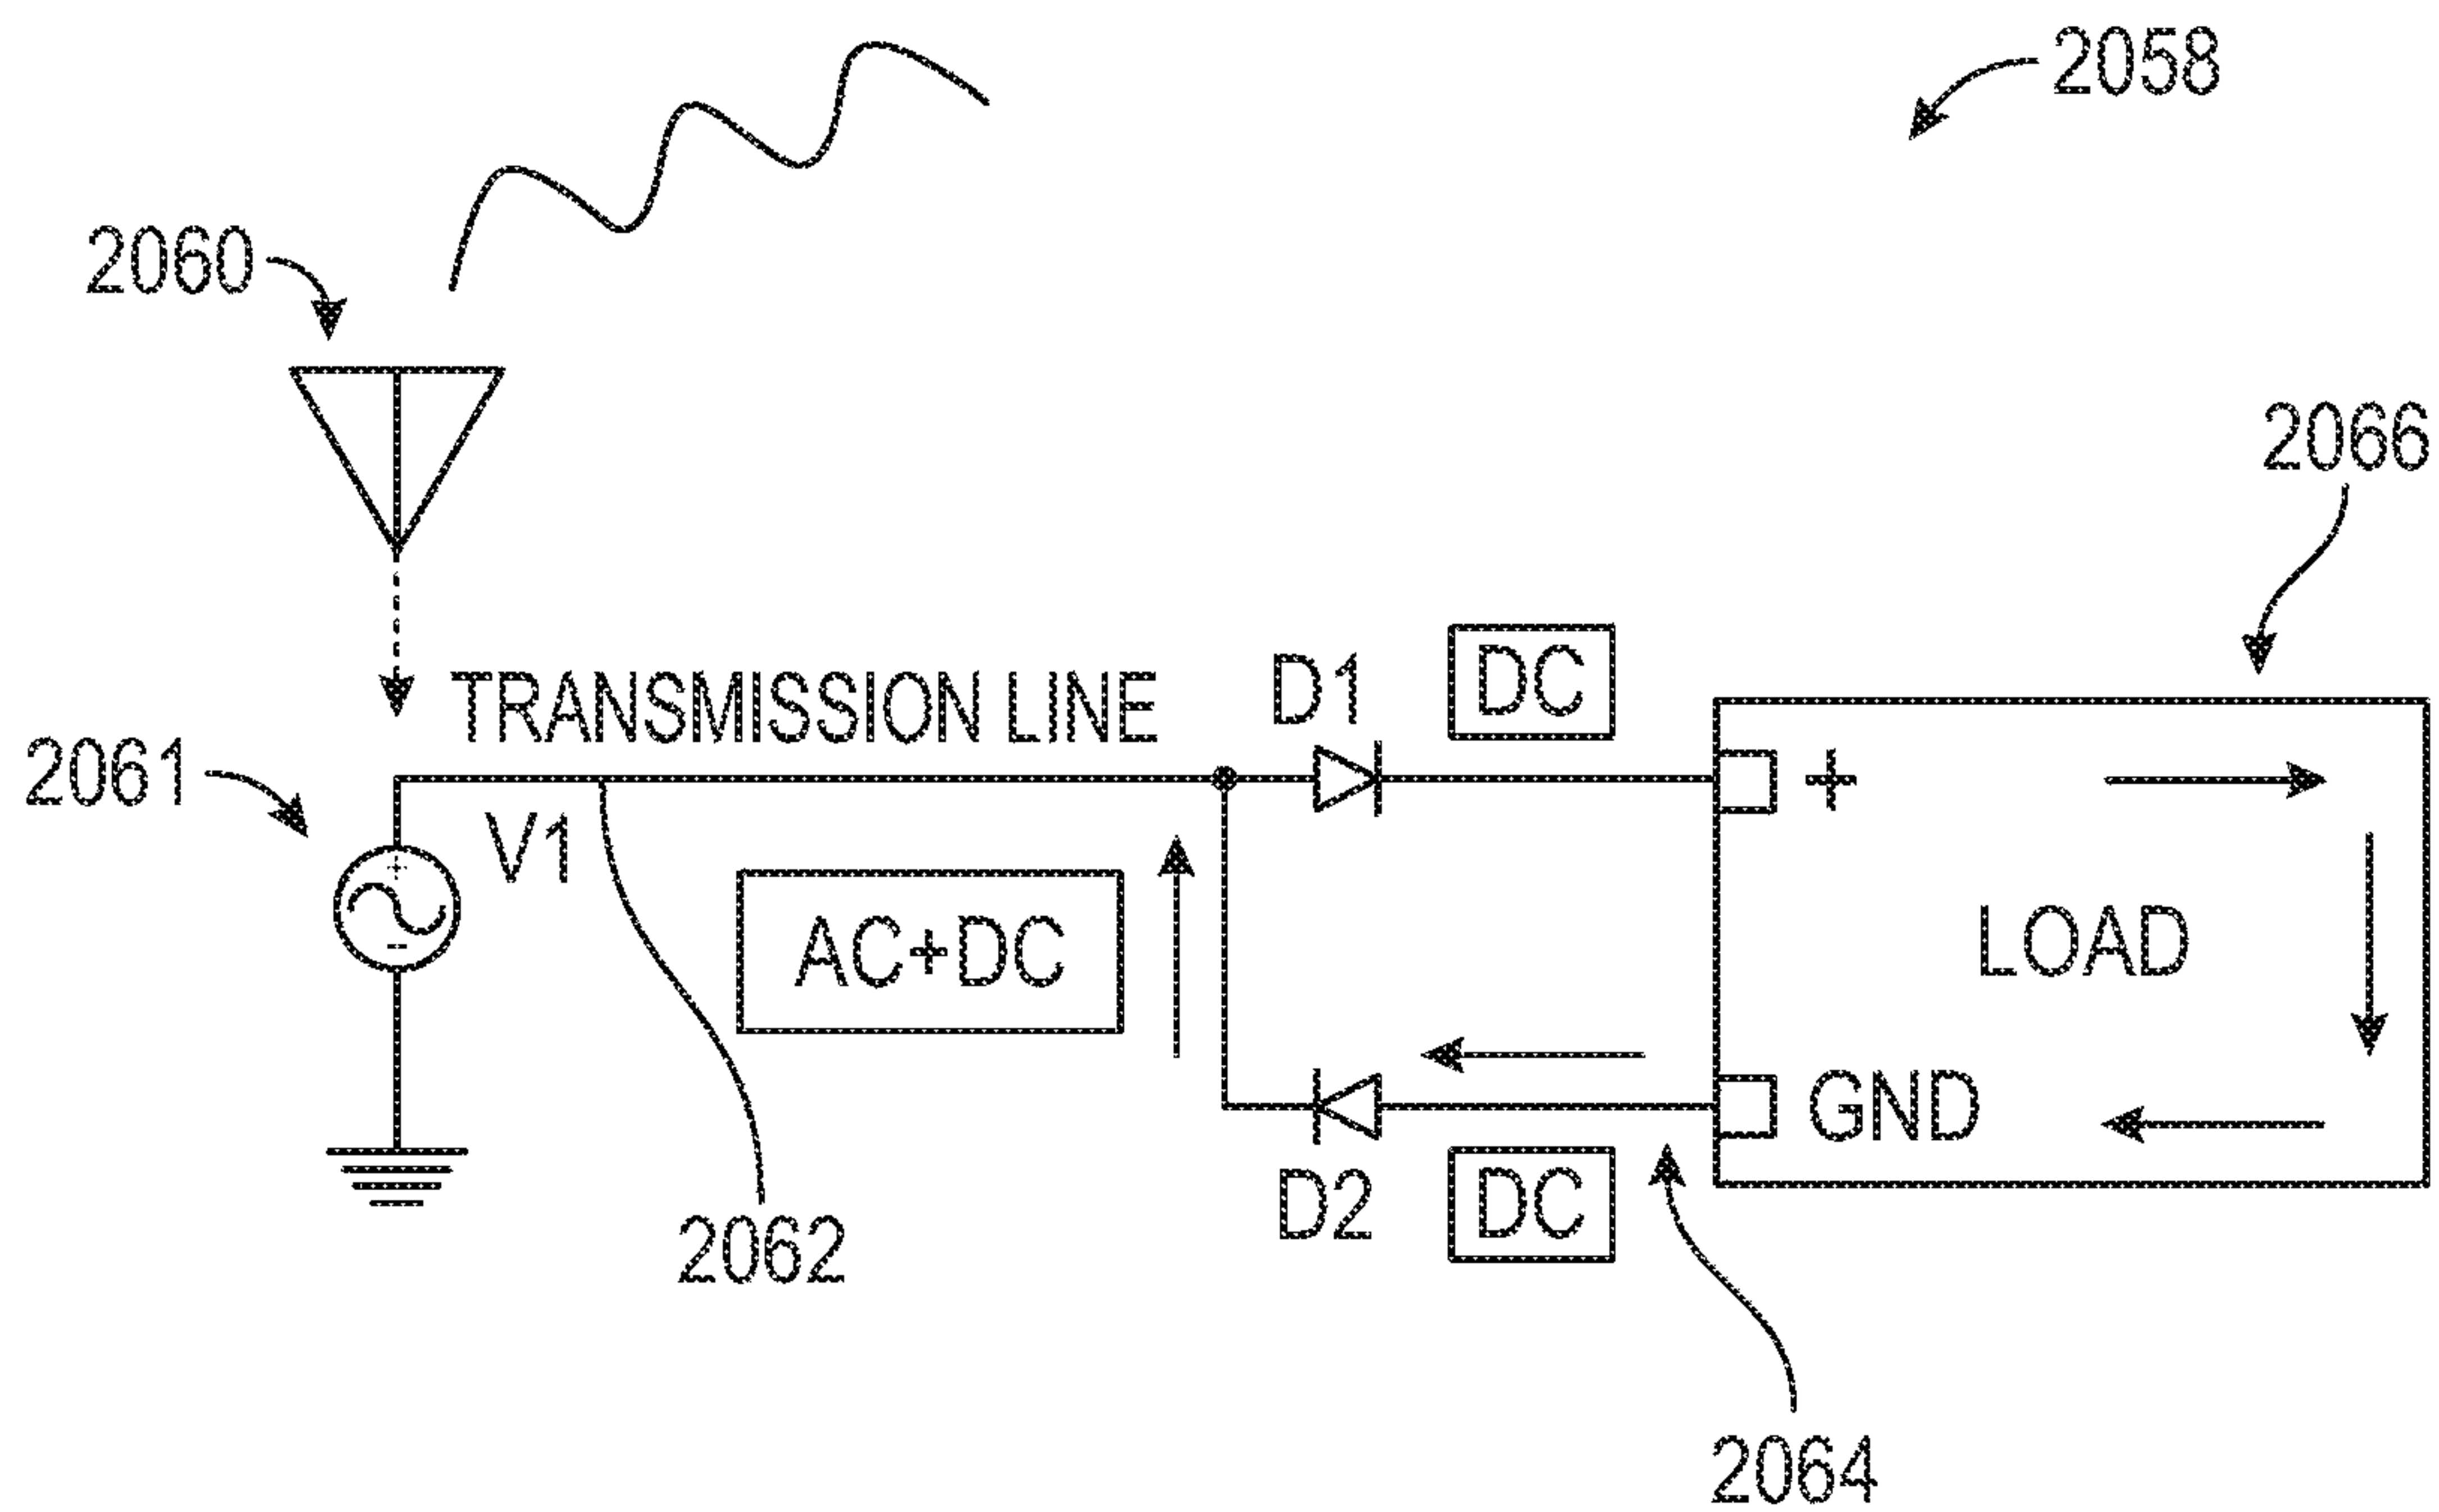 2058
2060
2066
TRANSMISSION LINE
D1
DC
2061
V1
+
+
AC+DC
LOAD
-
GND
D2
DC
2062
2064